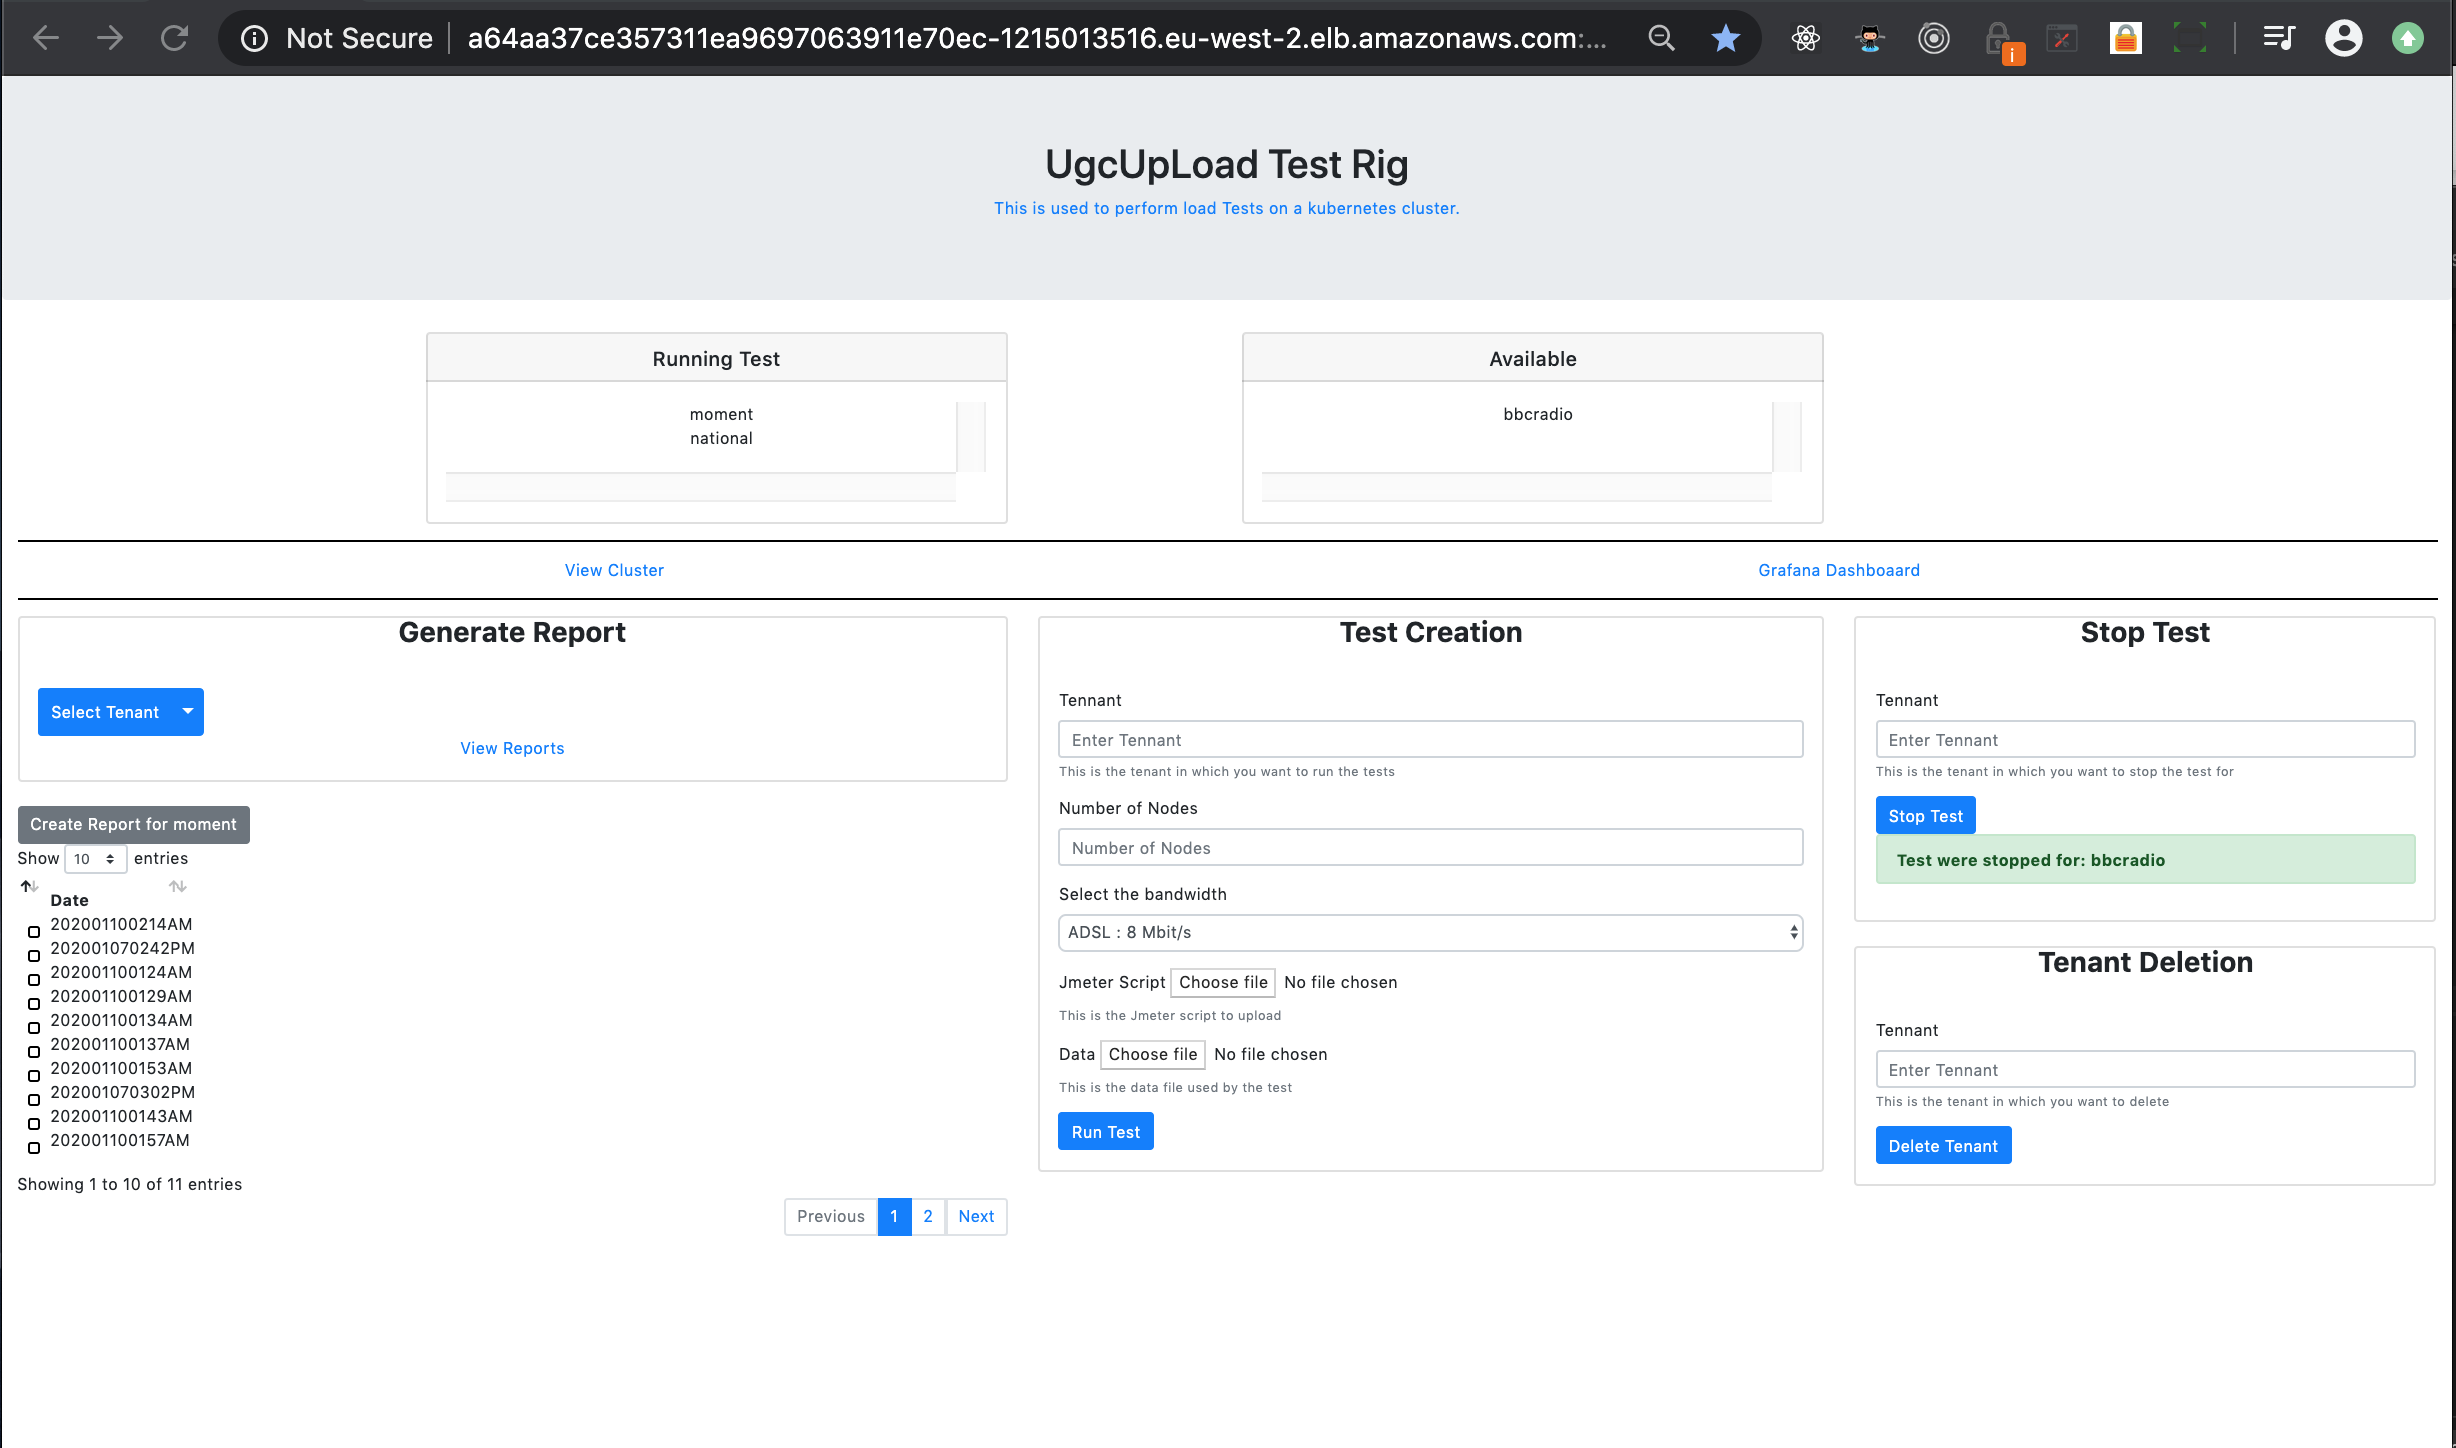 Not Secure
a64aa37ce357311ea9697063911e70ec-1215013516.eu-west-2.elb.amazonaws.com:...
UgcUpLoad Test Rig
This is used to perform load Tests on a kubernetes cluster.
Running Test
moment
national
Available
bbcradio
View Cluster
Grafana Dashboaard
Generate Report
Select Tenant
View Reports
Create Report for moment
Show 10 entries
Date
202001100214AM
202001070242PM
202001100124AM
202001100129AM
202001100134AM
202001100137AM
202001100153AM
202001070302PM
202001100143AM
202001100157AM
Showing 1 to 10 of 11 entries
Previous 1 2 Next
Test Creation
Tennant
Enter Tennant
This is the tenant in which you want to run the tests
Number of Nodes
Number of Nodes
Select the bandwidth
ADSL : 8 Mbit/s
Jmeter Script Choose file No file chosen
This is the Jmeter script to upload
Data Choose file No file chosen
This is the data file used by the test
Run Test
Stop Test
Tennant
Enter Tennant
This is the tenant in which you want to stop the test for
Stop Test
Test were stopped for: bbcradio
Tenant Deletion
Tennant
Enter Tennant
This is the tenant in which you want to delete
Delete Tenant